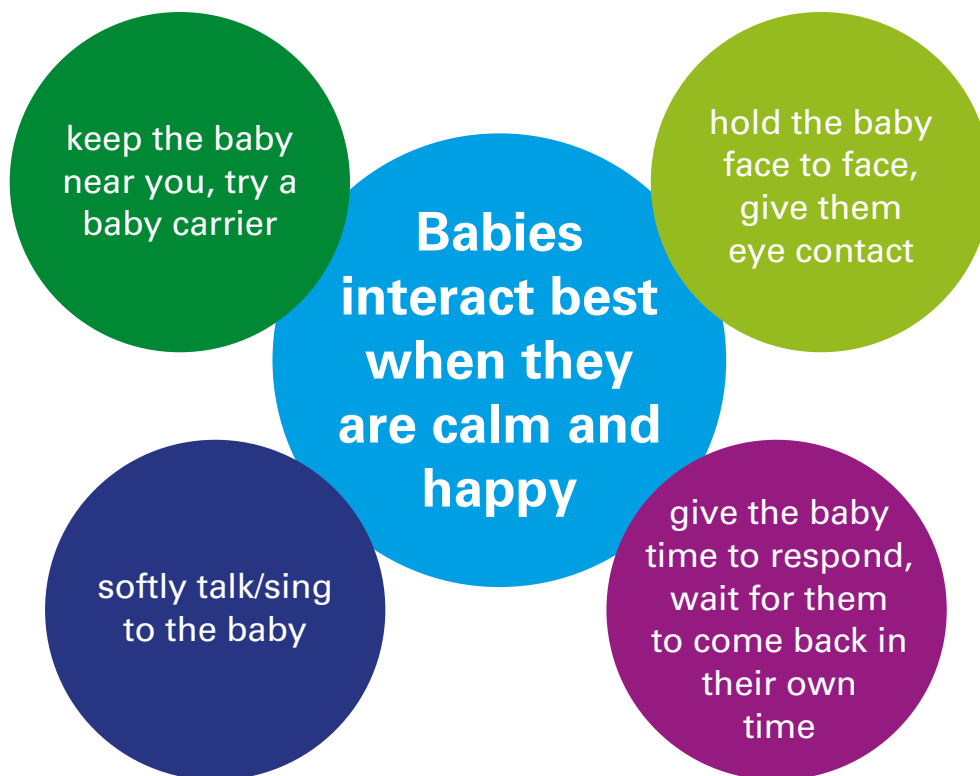 keep the baby
near you, try a
baby carrier
hold the baby
face to face,
give them
eye contact
Babies
interact best
when they
are calm and
happy
softly talk/sing
to the baby
give the baby
time to respond,
wait for them
to come back in
their own
time